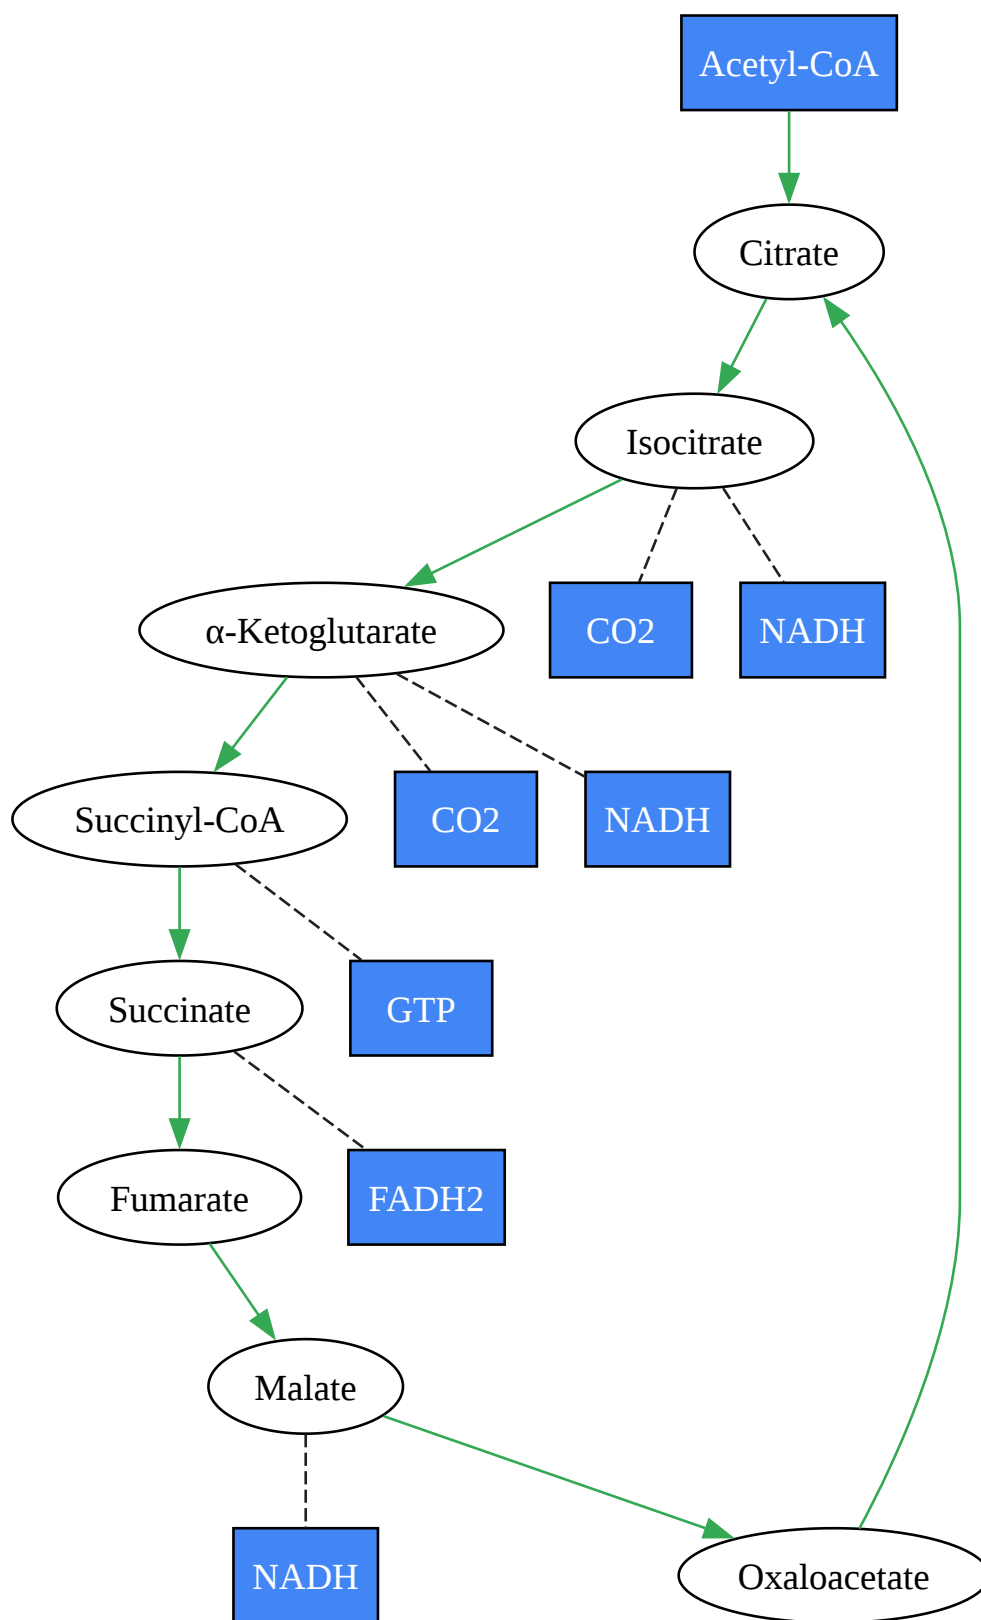 Acetyl-CoA
Citrate
Isocitrate
α-Ketoglutarate
CO2
NADH
Succinyl-CoA
CO2
NADH
Succinate
GTP
Fumarate
FADH2
Malate
NADH
Oxaloacetate